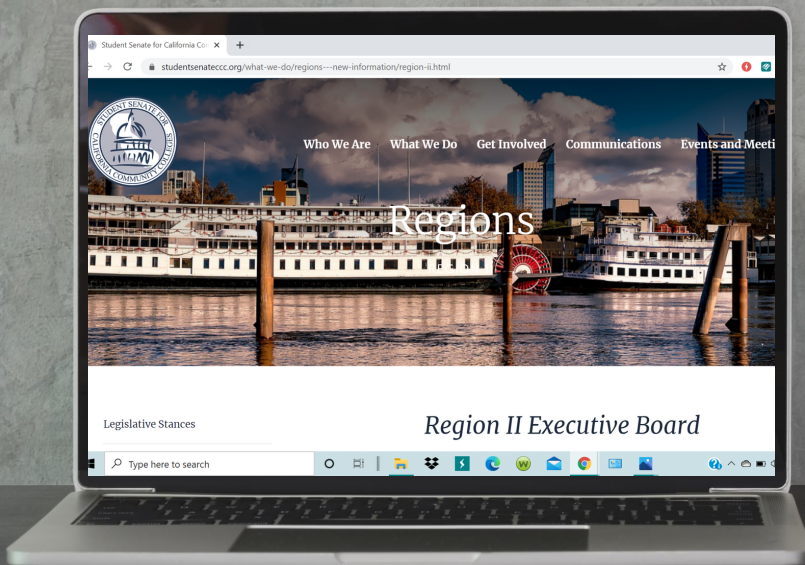 Student Senate for California Co
studentsenateccc.org/what-we-do/regions---new-information/region-ii.html
STUDENT SENATE FOR
CALIFORNIA COMMUNITY COLLEGES
Who We Are What We Do Get Involved Communications Events and Meeti
Regions
Legislative Stances
Region II Executive Board
Type here to search